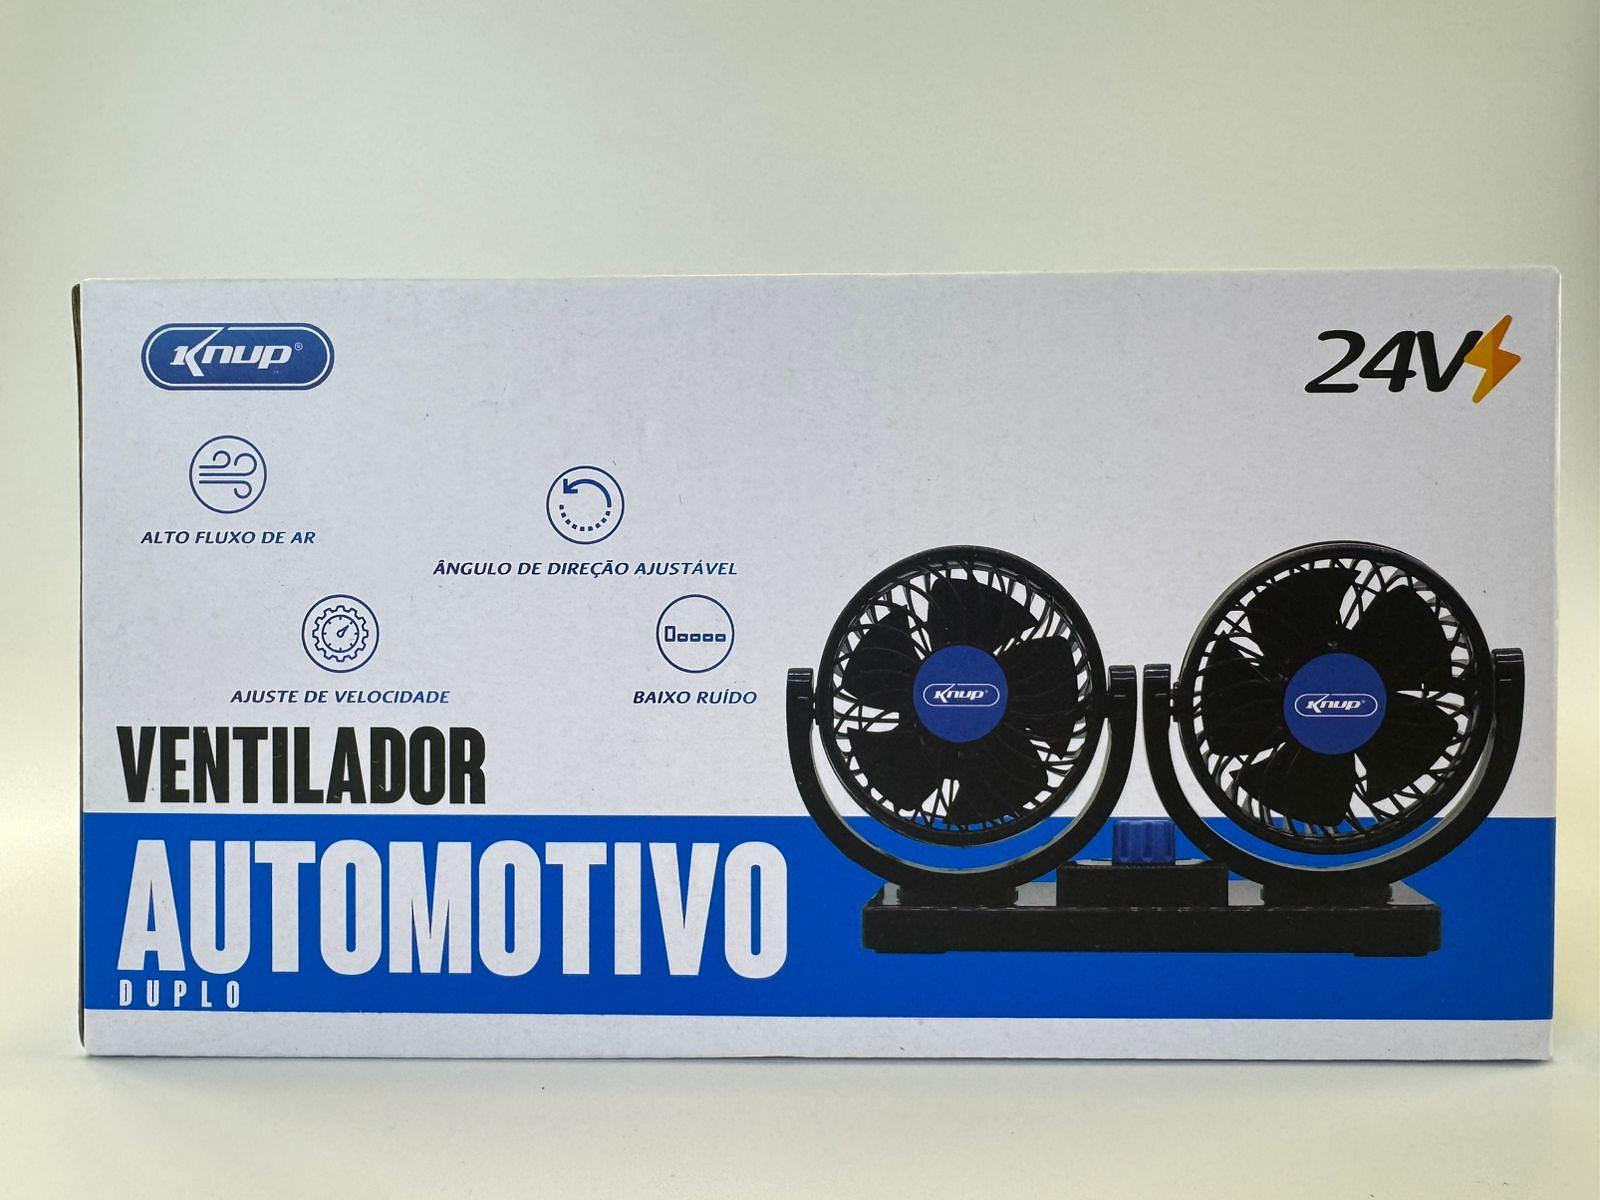 Knup®
24V
ALTO FLUXO DE AR
ÂNGULO DE DIREÇÃO AJUSTÁVEL
AJUSTE DE VELOCIDADE
BAIXO RUÍDO
VENTILADOR
AUTOMOTIVO
DUPLO
Knup®
Knup®